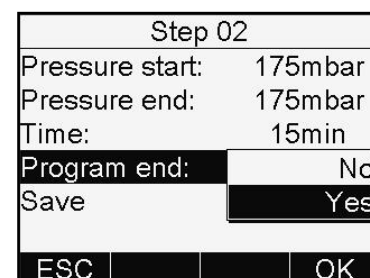 Step 02
Pressure start: 175mbar
Pressure end: 175mbar
Time: 15min
Program end: No
Save Yes
ESC OK